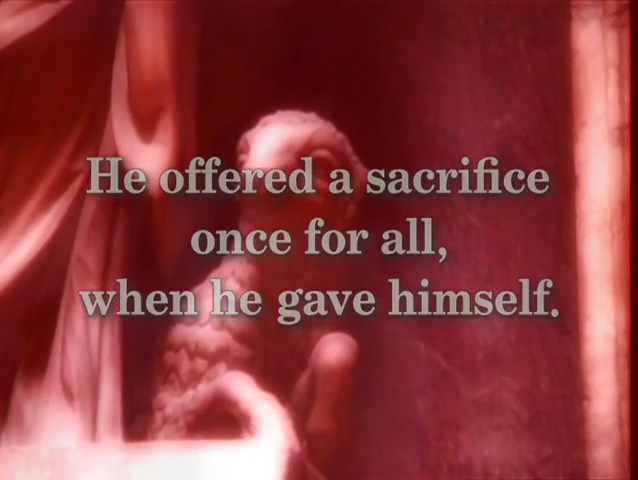 He offered a sacrifice
once for all,
when he gave himself.